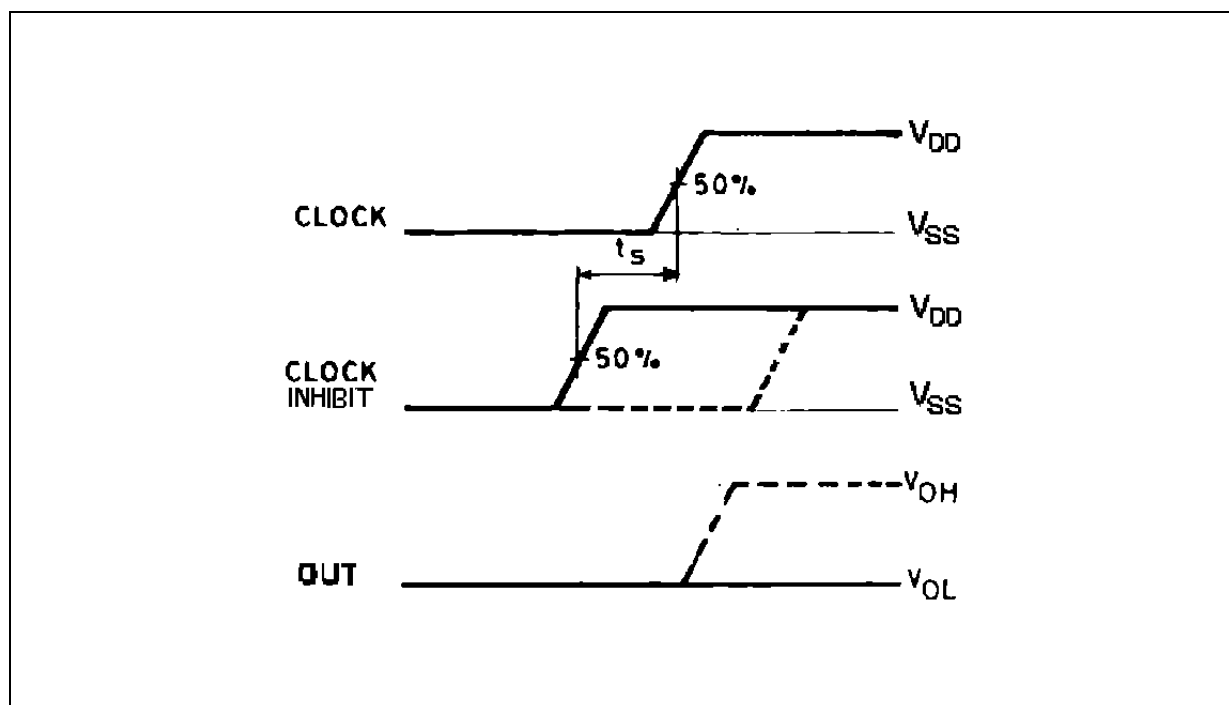 VDD
50%
CLOCK
VSS
ts
VDD
50%
CLOCK
INHIBIT
VSS
VOH
OUT
VOL